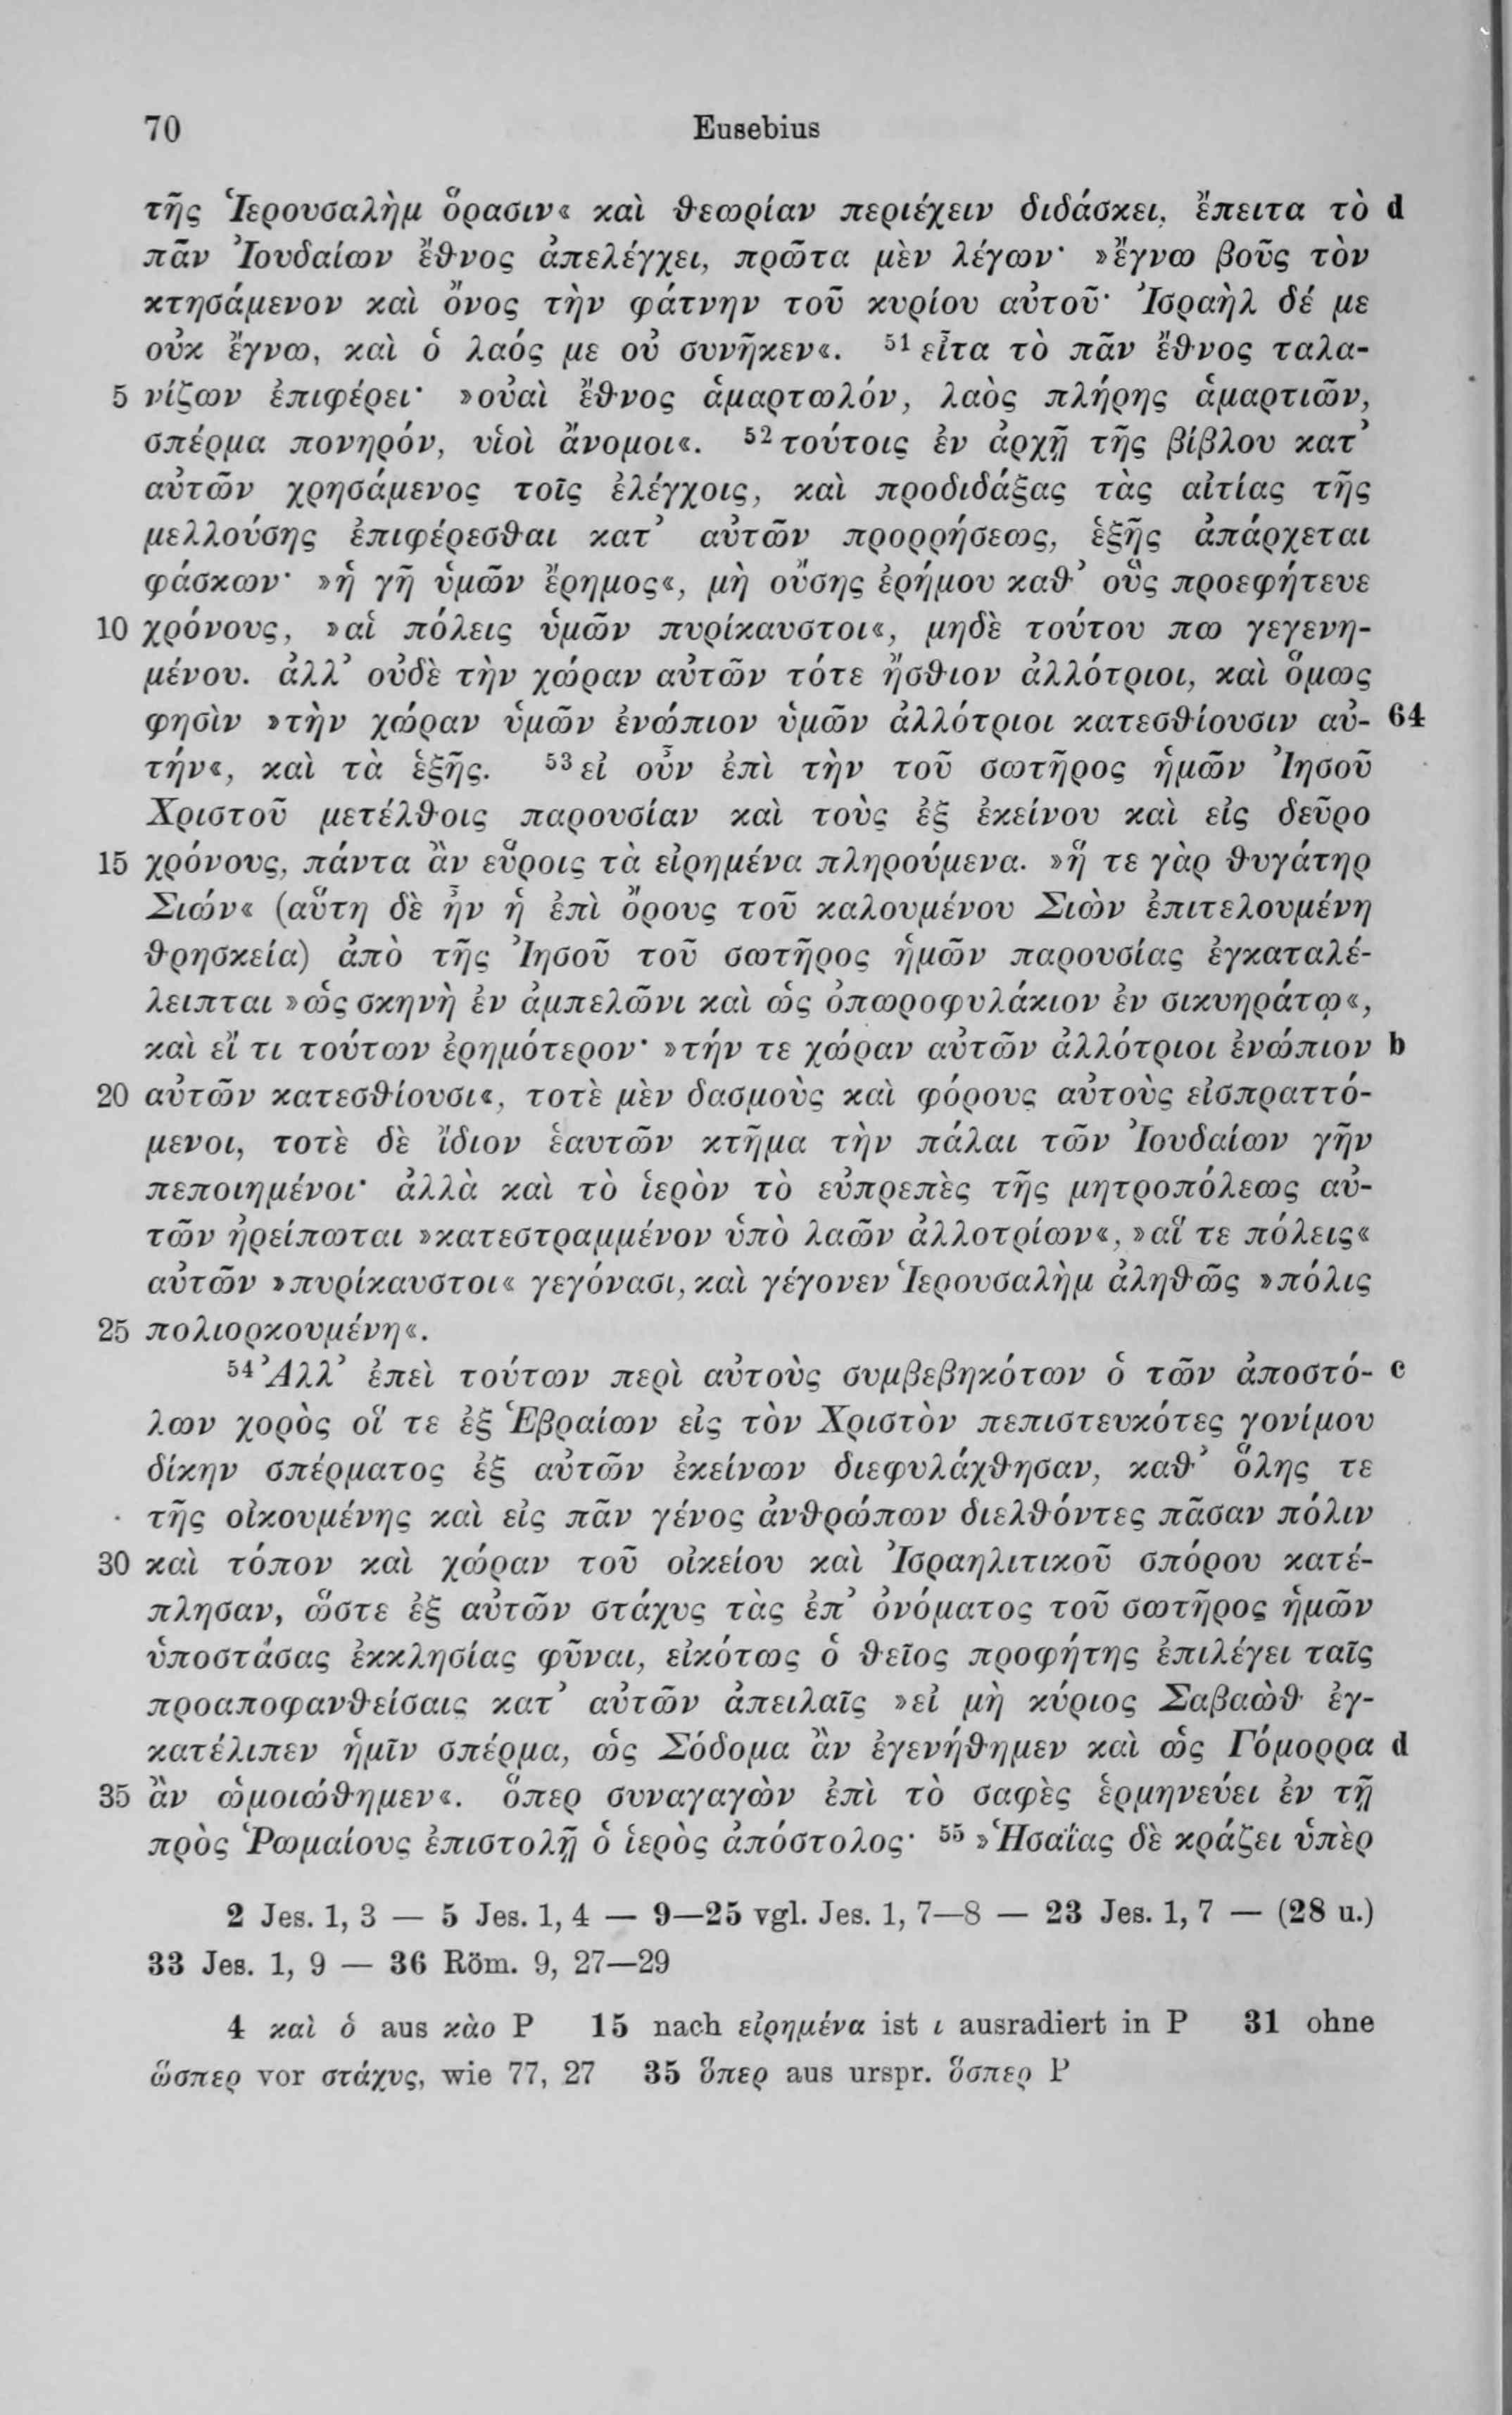 70 Eusebius
τῆς Ἱερουσαλὴμ ὅρασιν« καὶ θεωρίαν περιέχειν διδάσκει, ἔπειτα τὸ d
πᾶν Ἰουδαίων ἔθνος ἀπελέγχει, πρῶτα μὲν λέγων· »ἔγνω βοῦς τὸν
κτησάμενον καὶ ὄνος τὴν φάτνην τοῦ κυρίου αὐτοῦ· Ἰσραὴλ δέ με
οὐκ ἔγνω, καὶ ὁ λαός με οὐ συνῆκεν«. ⁵¹ εἶτα τὸ πᾶν ἔθνος ταλα-
5 νίζων ἐπιφέρει· »οὐαὶ ἔθνος ἁμαρτωλόν, λαὸς πλήρης ἁμαρτιῶν,
σπέρμα πονηρόν, υἱοὶ ἄνομοι«. ⁵² τούτοις ἐν ἀρχῇ τῆς βίβλου κατ᾽
αὐτῶν χρησάμενος τοῖς ἐλέγχοις, καὶ προδιδάξας τὰς αἰτίας τῆς
μελλούσης ἐπιφέρεσθαι κατ᾽ αὐτῶν προρρήσεως, ἑξῆς ἀπάρχεται
φάσκων· »ἡ γῆ ὑμῶν ἔρημος«, μὴ οὔσης ἐρήμου καθ᾽ οὓς προεφήτευε
10 χρόνους, »αἱ πόλεις ὑμῶν πυρίκαυστοι«, μηδὲ τούτου πω γεγενη-
μένου. ἀλλ᾽ οὐδὲ τὴν χώραν αὐτῶν τότε ἤσθιον ἀλλότριοι, καὶ ὅμως
φησὶν »τὴν χώραν ὑμῶν ἐνώπιον ὑμῶν ἀλλότριοι κατεσθίουσιν αὐ- 64
τήν«, καὶ τὰ ἑξῆς. ⁵³ εἰ οὖν ἐπὶ τὴν τοῦ σωτῆρος ἡμῶν Ἰησοῦ
Χριστοῦ μετέλθοις παρουσίαν καὶ τοὺς ἐξ ἐκείνου καὶ εἰς δεῦρο
15 χρόνους, πάντα ἂν εὕροις τὰ εἰρημένα πληρούμενα. »ἥ τε γὰρ θυγάτηρ
Σιών« (αὕτη δὲ ἦν ἡ ἐπὶ ὄρους τοῦ καλουμένου Σιὼν ἐπιτελουμένη
θρησκεία) ἀπὸ τῆς Ἰησοῦ τοῦ σωτῆρος ἡμῶν παρουσίας ἐγκαταλέ-
λειπται »ὡς σκηνὴ ἐν ἀμπελῶνι καὶ ὡς ὀπωροφυλάκιον ἐν σικυηράτῳ«,
καὶ εἴ τι τούτων ἐρημότερον· »τήν τε χώραν αὐτῶν ἀλλότριοι ἐνώπιον b
20 αὐτῶν κατεσθίουσι«, τοτὲ μὲν δασμοὺς καὶ φόρους αὐτοὺς εἰσπραττό-
μενοι, τοτὲ δὲ ἴδιον ἑαυτῶν κτῆμα τὴν πάλαι τῶν Ἰουδαίων γῆν
πεποιημένοι· ἀλλὰ καὶ τὸ ἱερὸν τὸ εὐπρεπὲς τῆς μητροπόλεως αὐ-
τῶν ἠρείπωται »κατεστραμμένον ὑπὸ λαῶν ἀλλοτρίων«, »αἵ τε πόλεις«
αὐτῶν »πυρίκαυστοι« γεγόνασι, καὶ γέγονεν Ἱερουσαλὴμ ἀληθῶς »πόλις
25 πολιορκουμένη«.
⁵⁴ Ἀλλ᾽ ἐπεὶ τούτων περὶ αὐτοὺς συμβεβηκότων ὁ τῶν ἀποστό- c
λων χορὸς οἵ τε ἐξ Ἑβραίων εἰς τὸν Χριστὸν πεπιστευκότες γονίμου
δίκην σπέρματος ἐξ αὐτῶν ἐκείνων διεφυλάχθησαν, καθ᾽ ὅλης τε
τῆς οἰκουμένης καὶ εἰς πᾶν γένος ἀνθρώπων διελθόντες πᾶσαν πόλιν
30 καὶ τόπον καὶ χώραν τοῦ οἰκείου καὶ Ἰσραηλιτικοῦ σπόρου κατέ-
πλησαν, ὥστε ἐξ αὐτῶν στάχυς τὰς ἐπ᾽ ὀνόματος τοῦ σωτῆρος ἡμῶν
ὑποστάσας ἐκκλησίας φῦναι, εἰκότως ὁ θεῖος προφήτης ἐπιλέγει ταῖς
προαποφανθείσαις κατ᾽ αὐτῶν ἀπειλαῖς »εἰ μὴ κύριος Σαβαὼθ ἐγ-
κατέλιπεν ἡμῖν σπέρμα, ὡς Σόδομα ἂν ἐγενήθημεν καὶ ὡς Γόμορρα d
35 ἂν ὡμοιώθημεν«. ὅπερ συναγαγὼν ἐπὶ τὸ σαφὲς ἑρμηνεύει ἐν τῇ
πρὸς Ῥωμαίους ἐπιστολῇ ὁ ἱερὸς ἀπόστολος· ⁵⁵ »Ἡσαΐας δὲ κράζει ὑπὲρ
2 Jes. 1, 3 — 5 Jes. 1, 4 — 9—25 vgl. Jes. 1, 7—8 — 23 Jes. 1, 7 — (28 u.)
33 Jes. 1, 9 — 36 Röm. 9, 27—29
4 καὶ ὁ aus κὰο P 15 nach εἰρημένα ist ι ausradiert in P 31 ohne
ὥσπερ vor στάχυς, wie 77, 27 35 ὅπερ aus urspr. ὅσπερ P